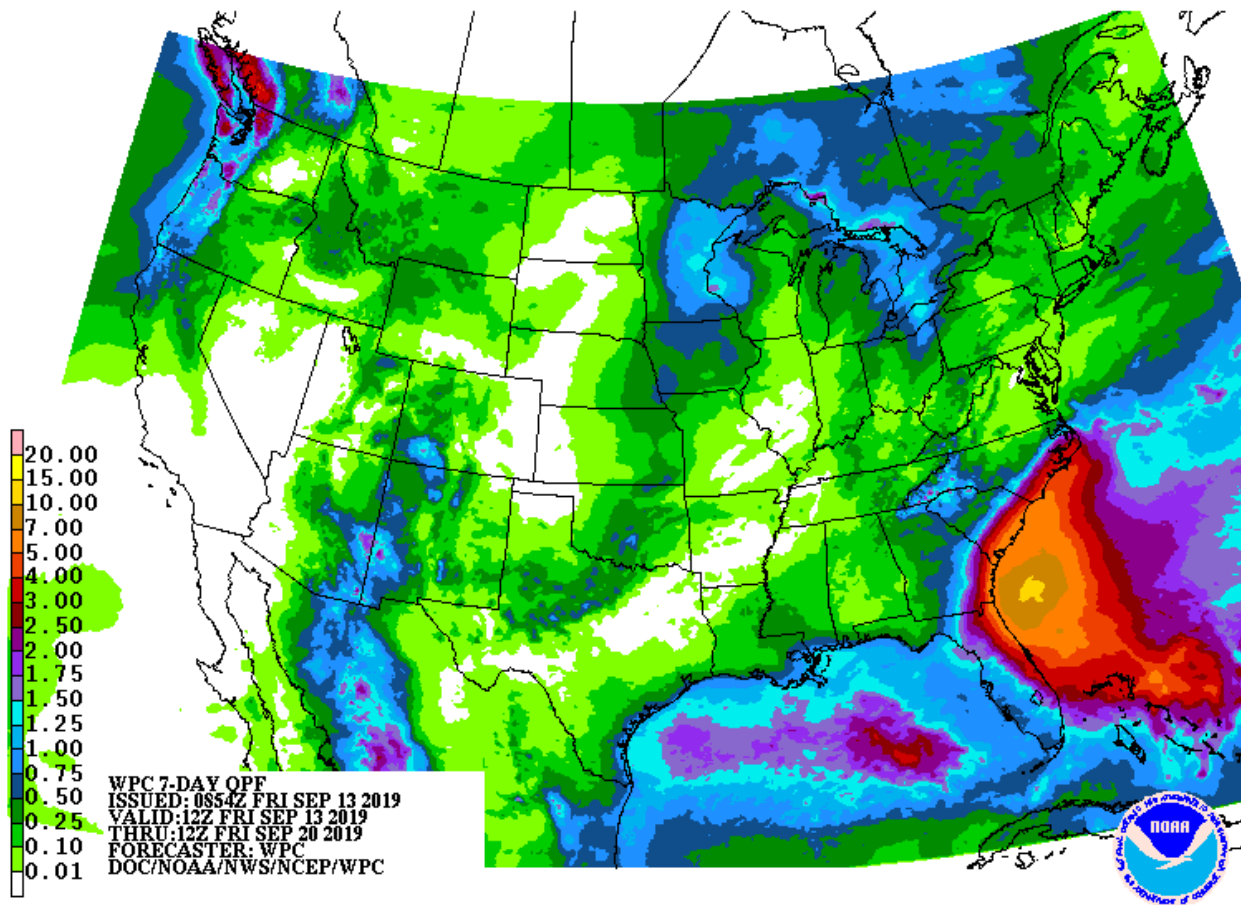 20.00
15.00
10.00
7.00
5.00
4.00
3.00
2.50
2.00
1.75
1.50
1.25
1.00
0.75
0.50
0.25
0.10
0.01
WPC 7-DAY QPF
ISSUED: 0854Z FRI SEP 13 2019
VALID:12Z FRI SEP 13 2019
THRU:12Z FRI SEP 20 2019
FORECASTER: WPC
DOC/NOAA/NWS/NCEP/WPC
NOAA